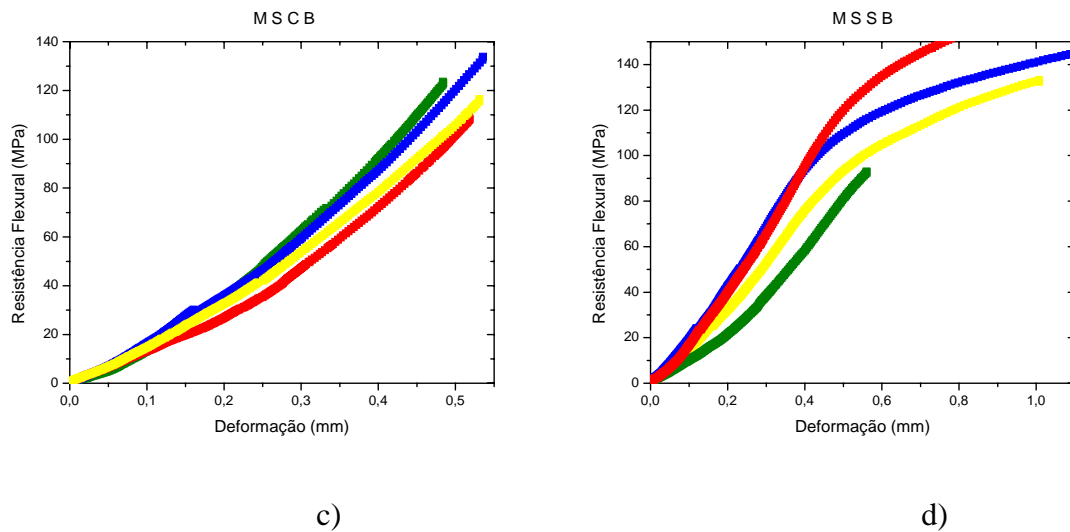 M S C B
140
120
100
80
60
40
20
0
Resistência Flexural (MPa)
0,0 0,1 0,2 0,3 0,4 0,5
Deformação (mm)
c)
M S S B
140
120
100
80
60
40
20
0
Resistência Flexural (MPa)
0,0 0,2 0,4 0,6 0,8 1,0
Deformação (mm)
d)